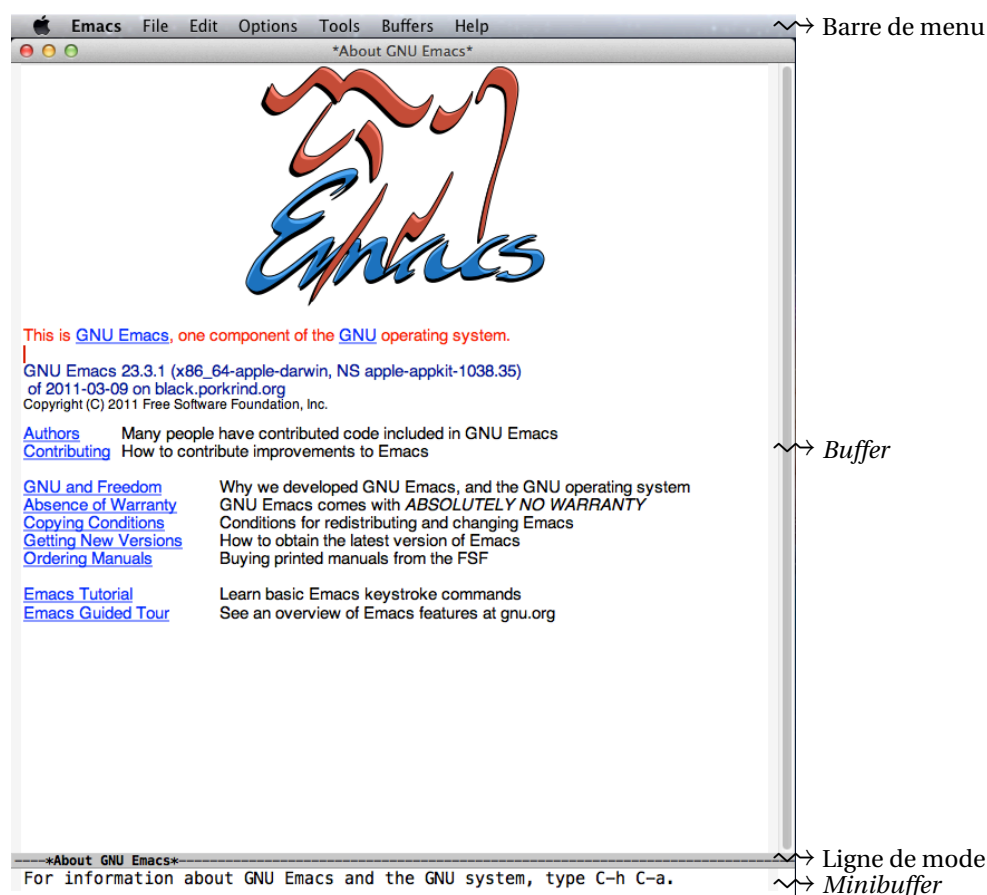 Emacs File Edit Options Tools Buffers Help
Barre de menu
*About GNU Emacs*
Emacs
This is GNU Emacs, one component of the GNU operating system.
GNU Emacs 23.3.1 (x86_64-apple-darwin, NS apple-appkit-1038.35)
of 2011-03-09 on black.porkrind.org
Copyright (C) 2011 Free Software Foundation, Inc.
Authors Many people have contributed code included in GNU Emacs
Contributing How to contribute improvements to Emacs
Buffer
GNU and Freedom Why we developed GNU Emacs, and the GNU operating system
Absence of Warranty GNU Emacs comes with ABSOLUTELY NO WARRANTY
Copying Conditions Conditions for redistributing and changing Emacs
Getting New Versions How to obtain the latest version of Emacs
Ordering Manuals Buying printed manuals from the FSF
Emacs Tutorial Learn basic Emacs keystroke commands
Emacs Guided Tour See an overview of Emacs features at gnu.org
----*About GNU Emacs*
Ligne de mode
For information about GNU Emacs and the GNU system, type C-h C-a.
Minibuffer